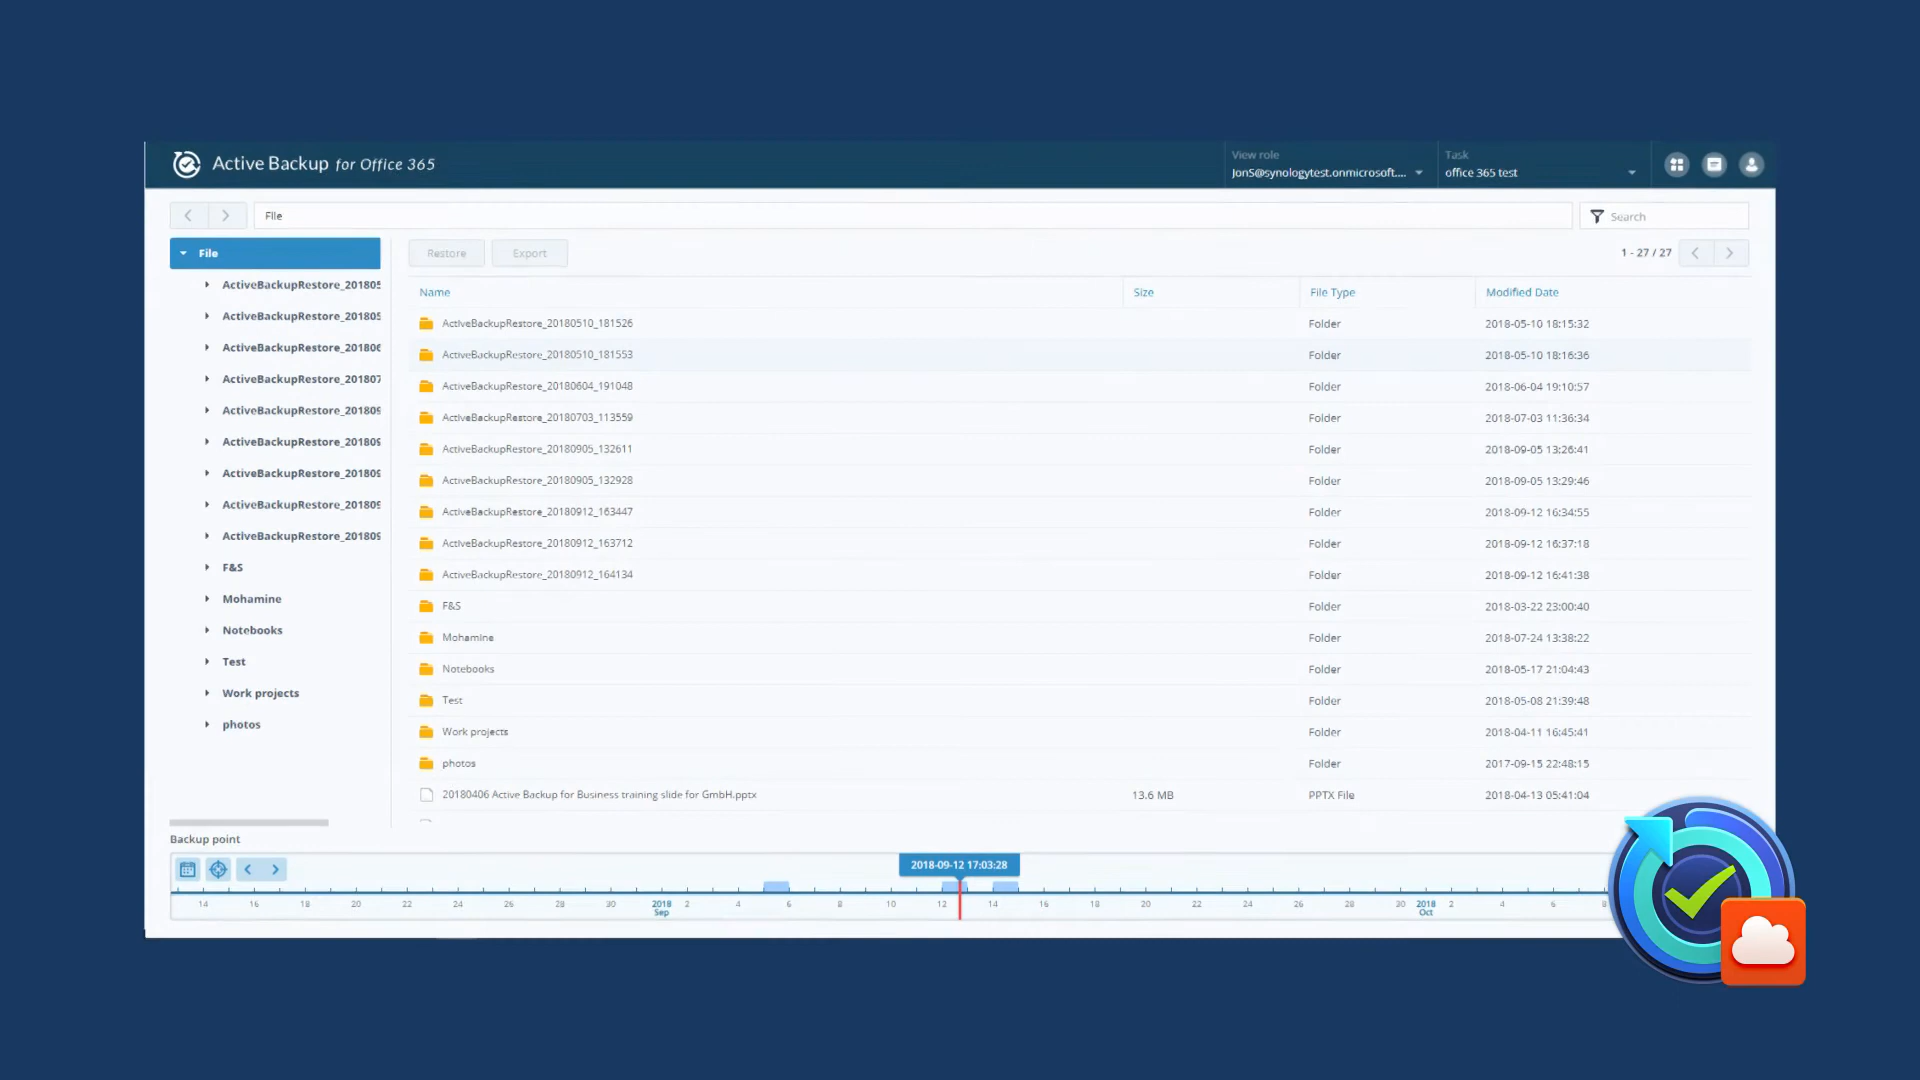 Active Backup for Office 365
View role
JonS@synologytest.onmicrosoft....
Task
office 365 test
File
Search
File
Restore
Export
1 - 27 / 27
ActiveBackupRestore_201805
ActiveBackupRestore_201805
ActiveBackupRestore_201806
ActiveBackupRestore_201807
ActiveBackupRestore_201809
ActiveBackupRestore_201809
ActiveBackupRestore_201809
ActiveBackupRestore_201809
ActiveBackupRestore_201809
F&S
Mohamine
Notebooks
Test
Work projects
photos
Name Size File Type Modified Date
ActiveBackupRestore_20180510_181526 Folder 2018-05-10 18:15:32
ActiveBackupRestore_20180510_181553 Folder 2018-05-10 18:16:36
ActiveBackupRestore_20180604_191048 Folder 2018-06-04 19:10:57
ActiveBackupRestore_20180703_113559 Folder 2018-07-03 11:36:34
ActiveBackupRestore_20180905_132611 Folder 2018-09-05 13:26:41
ActiveBackupRestore_20180905_132928 Folder 2018-09-05 13:29:46
ActiveBackupRestore_20180912_163447 Folder 2018-09-12 16:34:55
ActiveBackupRestore_20180912_163712 Folder 2018-09-12 16:37:18
ActiveBackupRestore_20180912_164134 Folder 2018-09-12 16:41:38
F&S Folder 2018-03-22 23:00:40
Mohamine Folder 2018-07-24 13:38:22
Notebooks Folder 2018-05-17 21:04:43
Test Folder 2018-05-08 21:39:48
Work projects Folder 2018-04-11 16:45:41
photos Folder 2017-09-15 22:48:15
20180406 Active Backup for Business training slide for GmbH.pptx 13.6 MB PPTX File 2018-04-13 05:41:04
Backup point
2018-09-12 17:03:28
14 16 18 20 22 24 26 28 30 2018 2 4 6 8 10 12 14 16 18 20 22 24 26 28 30 2018 2 4 6 8
Sep Oct